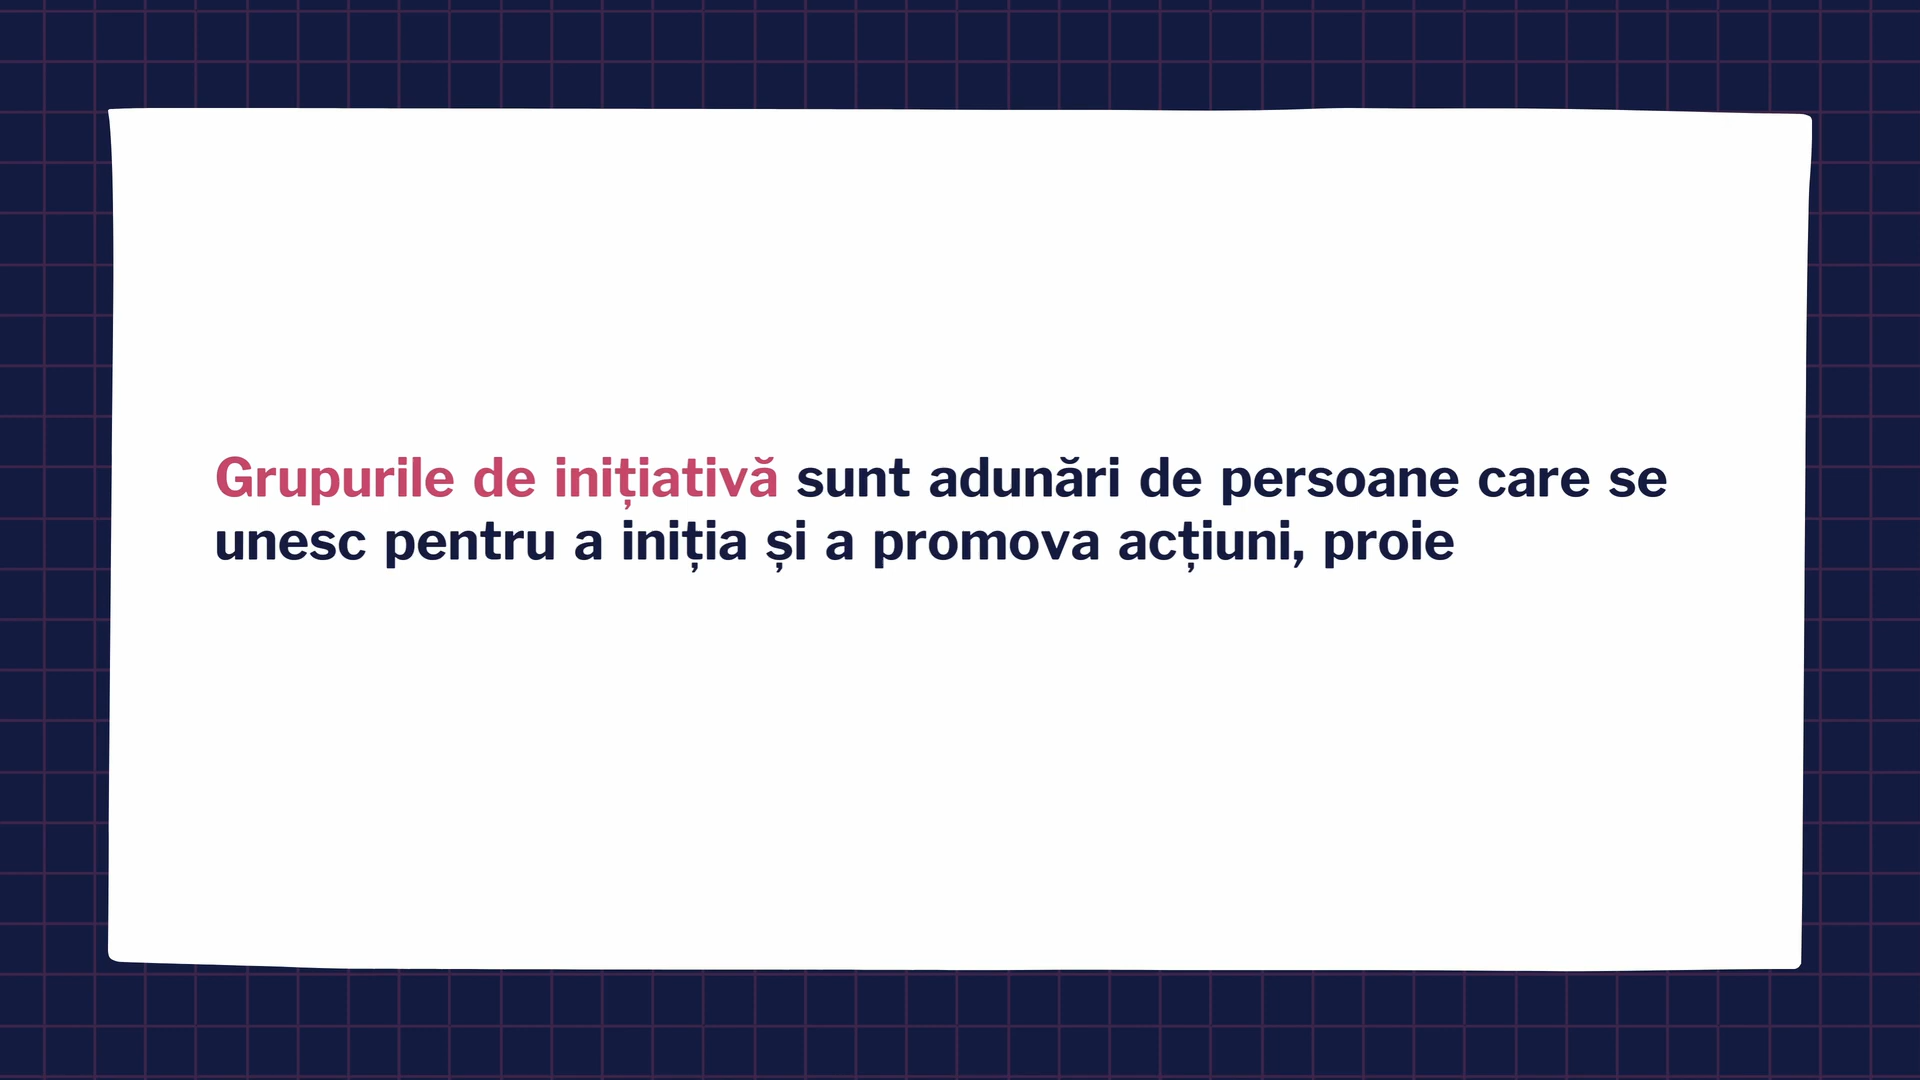 Grupurile de inițiativă sunt adunări de persoane care se
unesc pentru a iniția și a promova acțiuni, proie